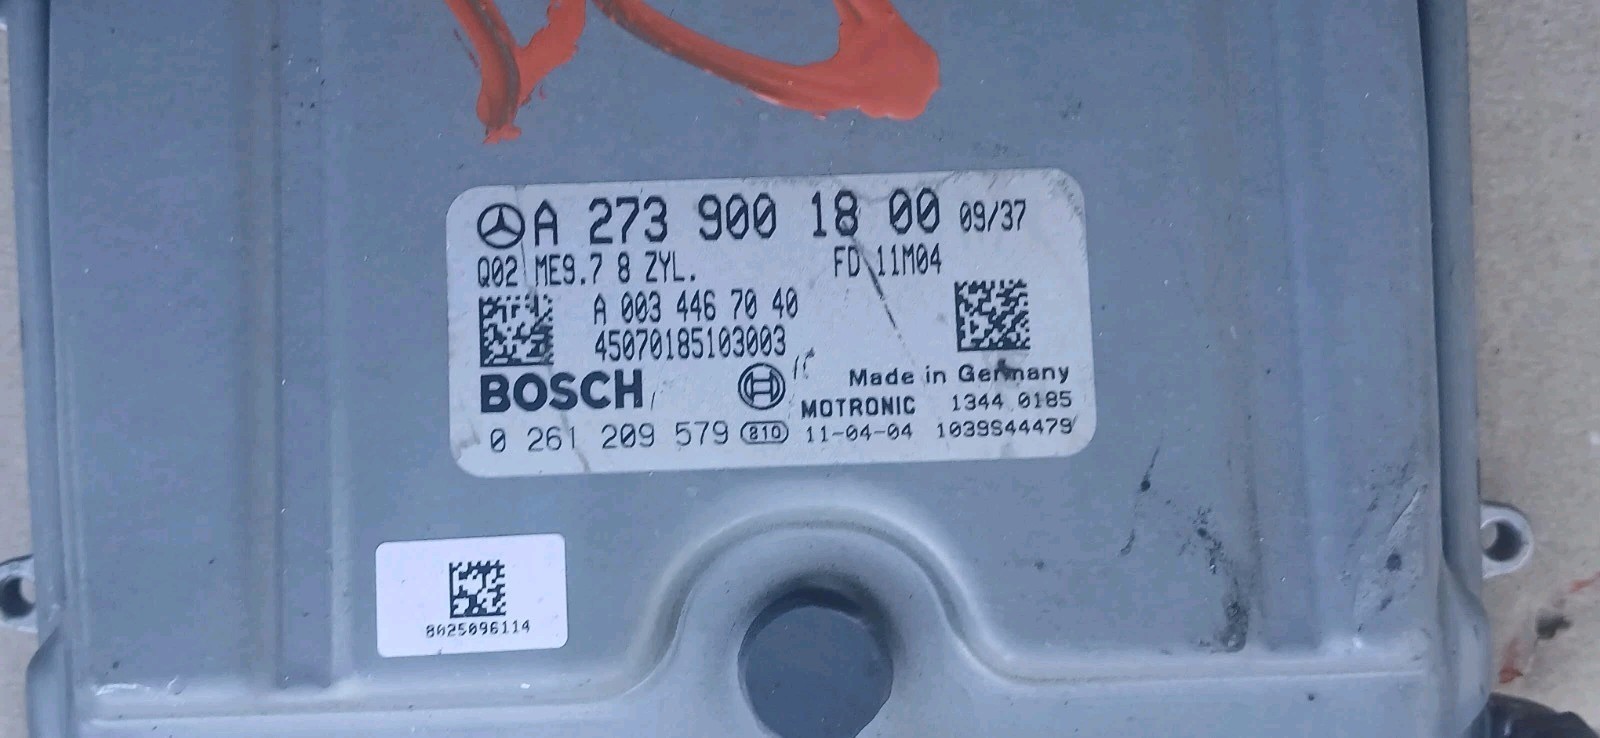 A 273 900 18 00 09/37
Q02 ME9.7 8 ZYL. FD 11M04
A 003 446 70 40
45070185103003
BOSCH
Made in Germany
MOTRONIC 1344 0185
0 261 209 579 810 11-04-04 1039S44479
8025096114